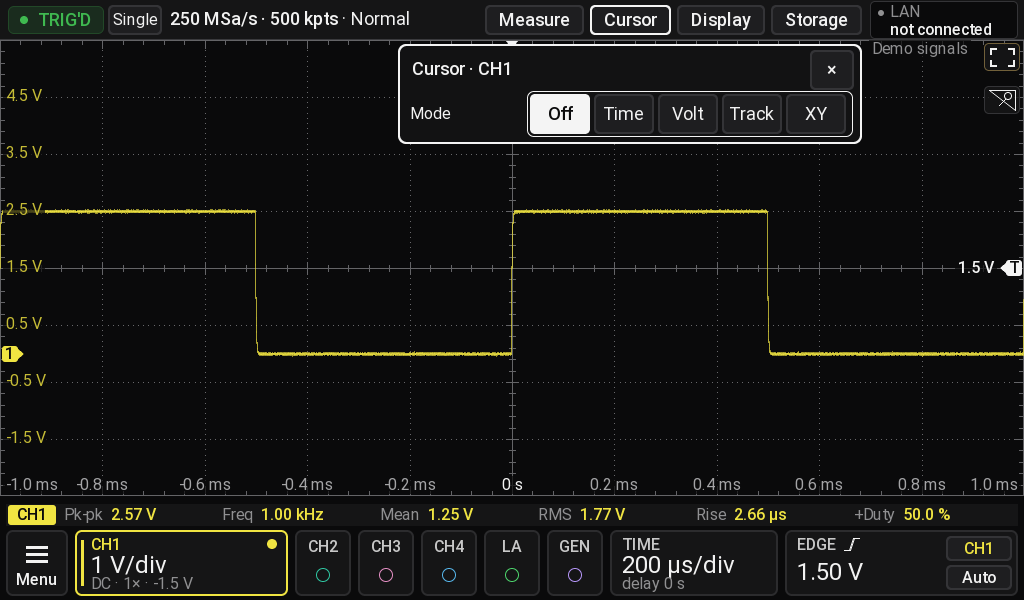 TRIG'D Single 250 MSa/s · 500 kpts · Normal Measure Cursor Display Storage LAN
not connected
Demo signals
Cursor · CH1 ×
Mode Off Time Volt Track XY
4.5 V
3.5 V
2.5 V
1.5 V 1.5 V T
0.5 V
1
-0.5 V
-1.5 V
-1.0 ms -0.8 ms -0.6 ms -0.4 ms -0.2 ms 0 s 0.2 ms 0.4 ms 0.6 ms 0.8 ms 1.0 ms
CH1 Pk-pk 2.57 V Freq 1.00 kHz Mean 1.25 V RMS 1.77 V Rise 2.66 µs +Duty 50.0 %
Menu
CH1
1 V/div
DC · 1× · -1.5 V
CH2 CH3 CH4 LA GEN
TIME
200 µs/div
delay 0 s
EDGE CH1
1.50 V Auto